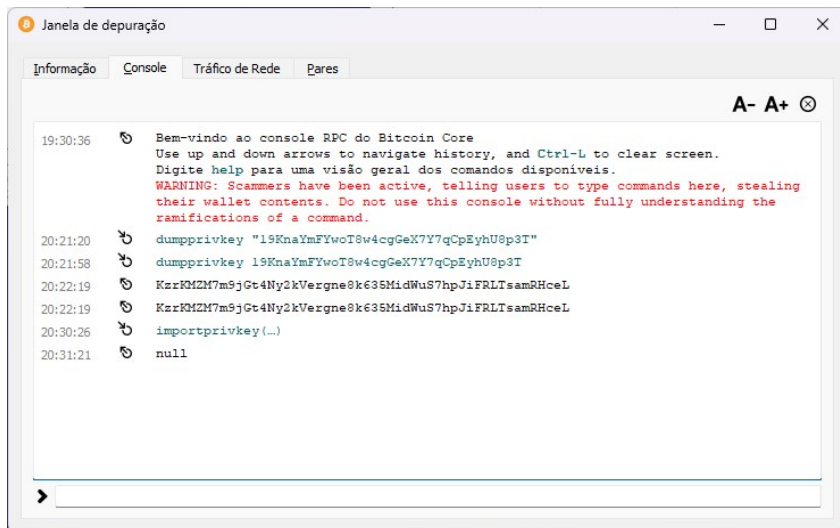 Janela de depuração
Informação Console Tráfico de Rede Pares
A- A+
19:30:36 Bem-vindo ao console RPC do Bitcoin Core
Use up and down arrows to navigate history, and Ctrl-L to clear screen.
Digite help para uma visão geral dos comandos disponíveis.
WARNING: Scammers have been active, telling users to type commands here, stealing
their wallet contents. Do not use this console without fully understanding the
ramifications of a command.
20:21:20 dumpprivkey "19KnaYmFYwoT8w4cgGeX7Y7qCpEyhU8p3T"
20:21:58 dumpprivkey 19KnaYmFYwoT8w4cgGeX7Y7qCpEyhU8p3T
20:22:19 KzrKMZM7m9jGt4Ny2kVergne8k635MidWuS7hpJiFRLTsamRHceL
20:22:19 KzrKMZM7m9jGt4Ny2kVergne8k635MidWuS7hpJiFRLTsamRHceL
20:30:26 importprivkey(…)
20:31:21 null